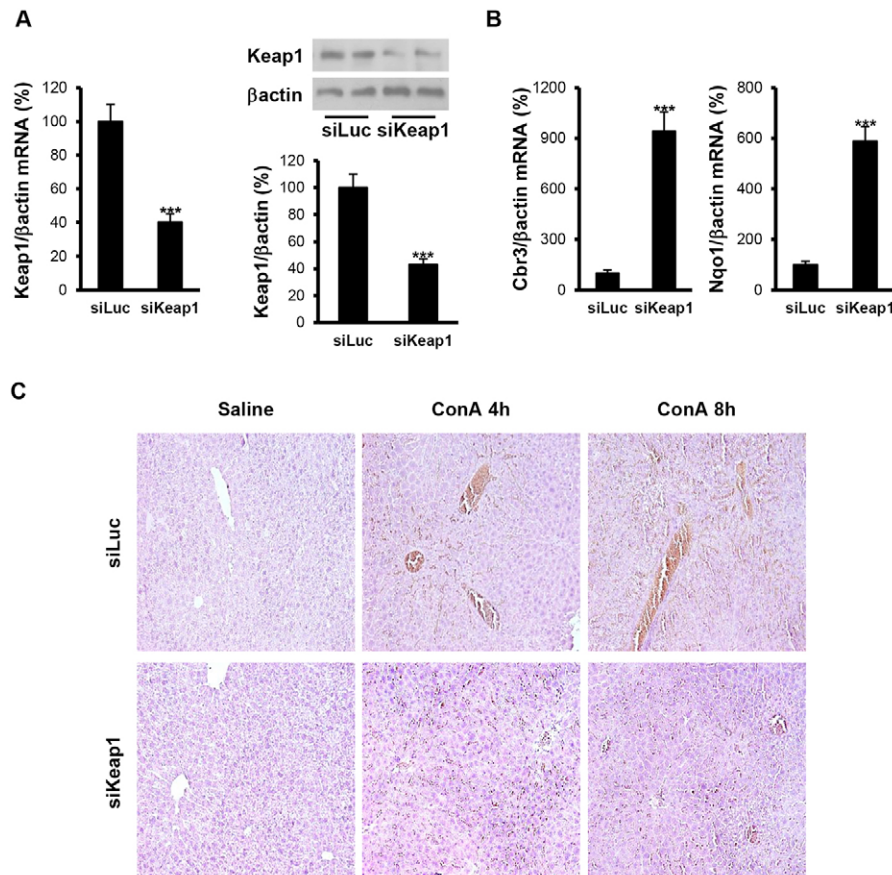 A
Keap1/βactin mRNA (%)
120
100
80
60
40
20
0
siLuc siKeap1
Keap1
βactin
siLuc siKeap1
Keap1/βactin (%)
120
100
80
60
40
20
0
siLuc siKeap1
***
***
B
Cbr3/βactin mRNA (%)
1200
900
600
300
0
siLuc siKeap1
***
Nqo1/βactin mRNA (%)
800
600
400
200
0
siLuc siKeap1
***
C
Saline ConA 4h ConA 8h
siLuc
siKeap1